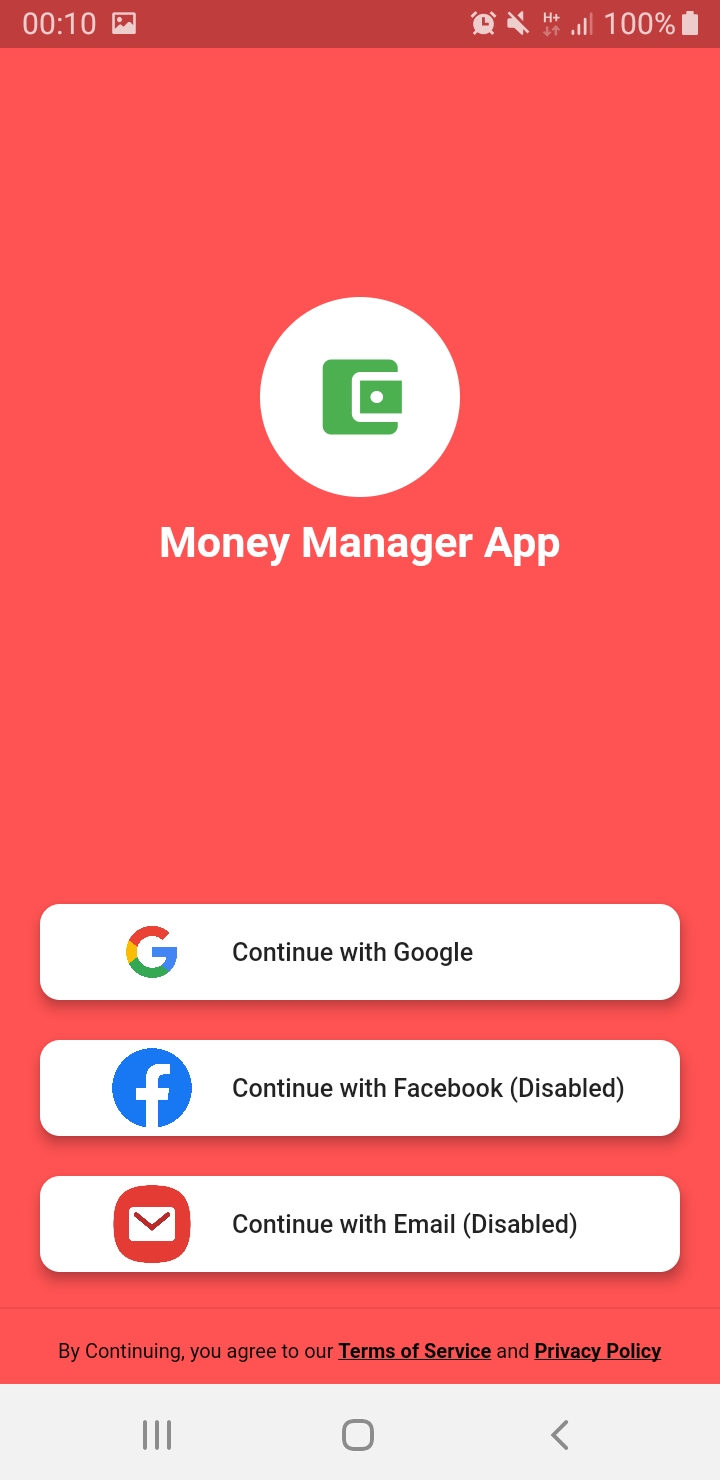 00:10 H+ 100%
Money Manager App
Continue with Google
Continue with Facebook (Disabled)
Continue with Email (Disabled)
By Continuing, you agree to our Terms of Service and Privacy Policy